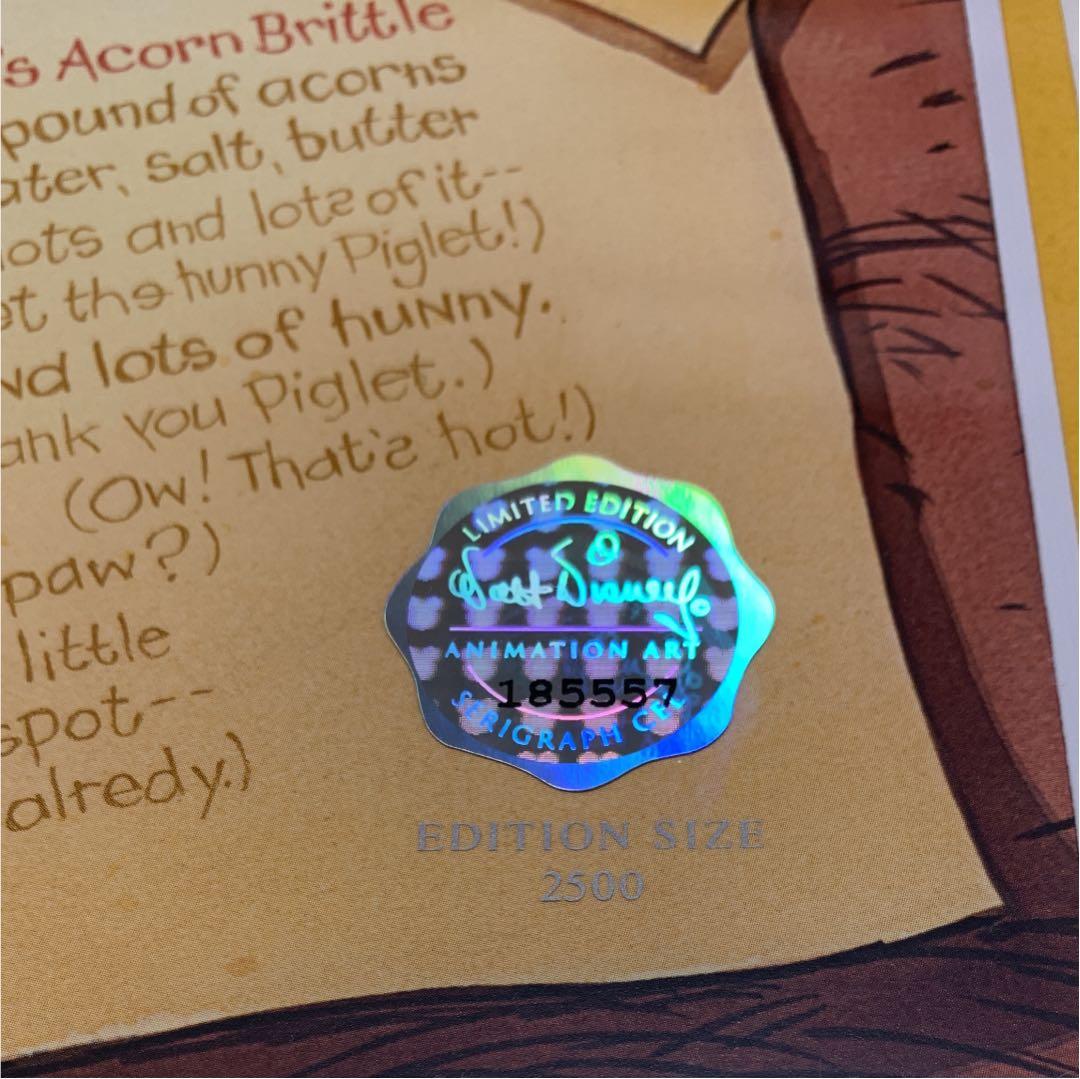 's Acorn Brittle
pound of acorns
ater, salt, butter
lots and lots of it--
et the hunny Piglet!)
nd lots of huNNy.
ank you Piglet.)
(Ow! That's hot!)
paw?)
little
spot--
alredy.)
LIMITED EDITION
Walt Disney
ANIMATION ART
185557
SERIGRAPH CEL
EDITION SIZE
2500